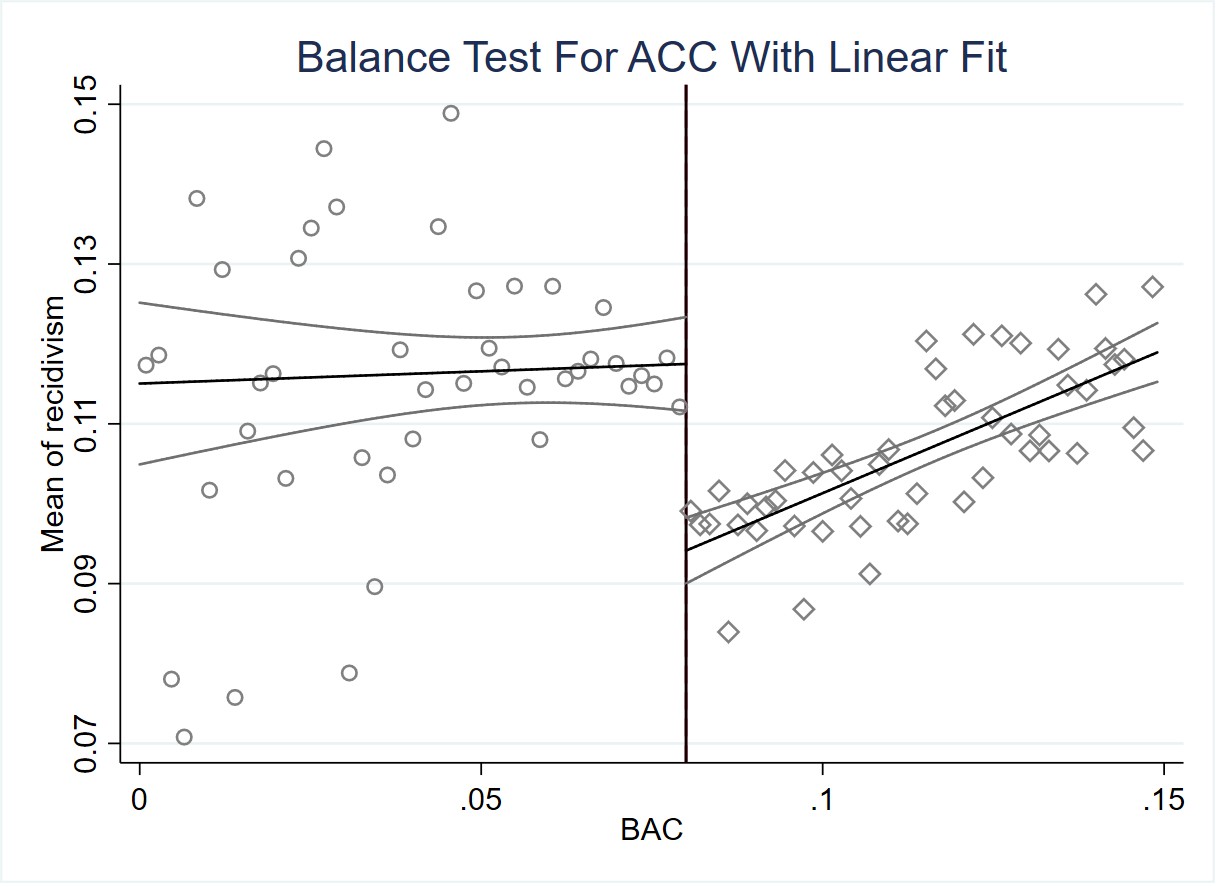 Balance Test For ACC With Linear Fit
0.15
0.13
0.11
0.09
0.07
Mean of recidivism
0 .05 .1 .15
BAC